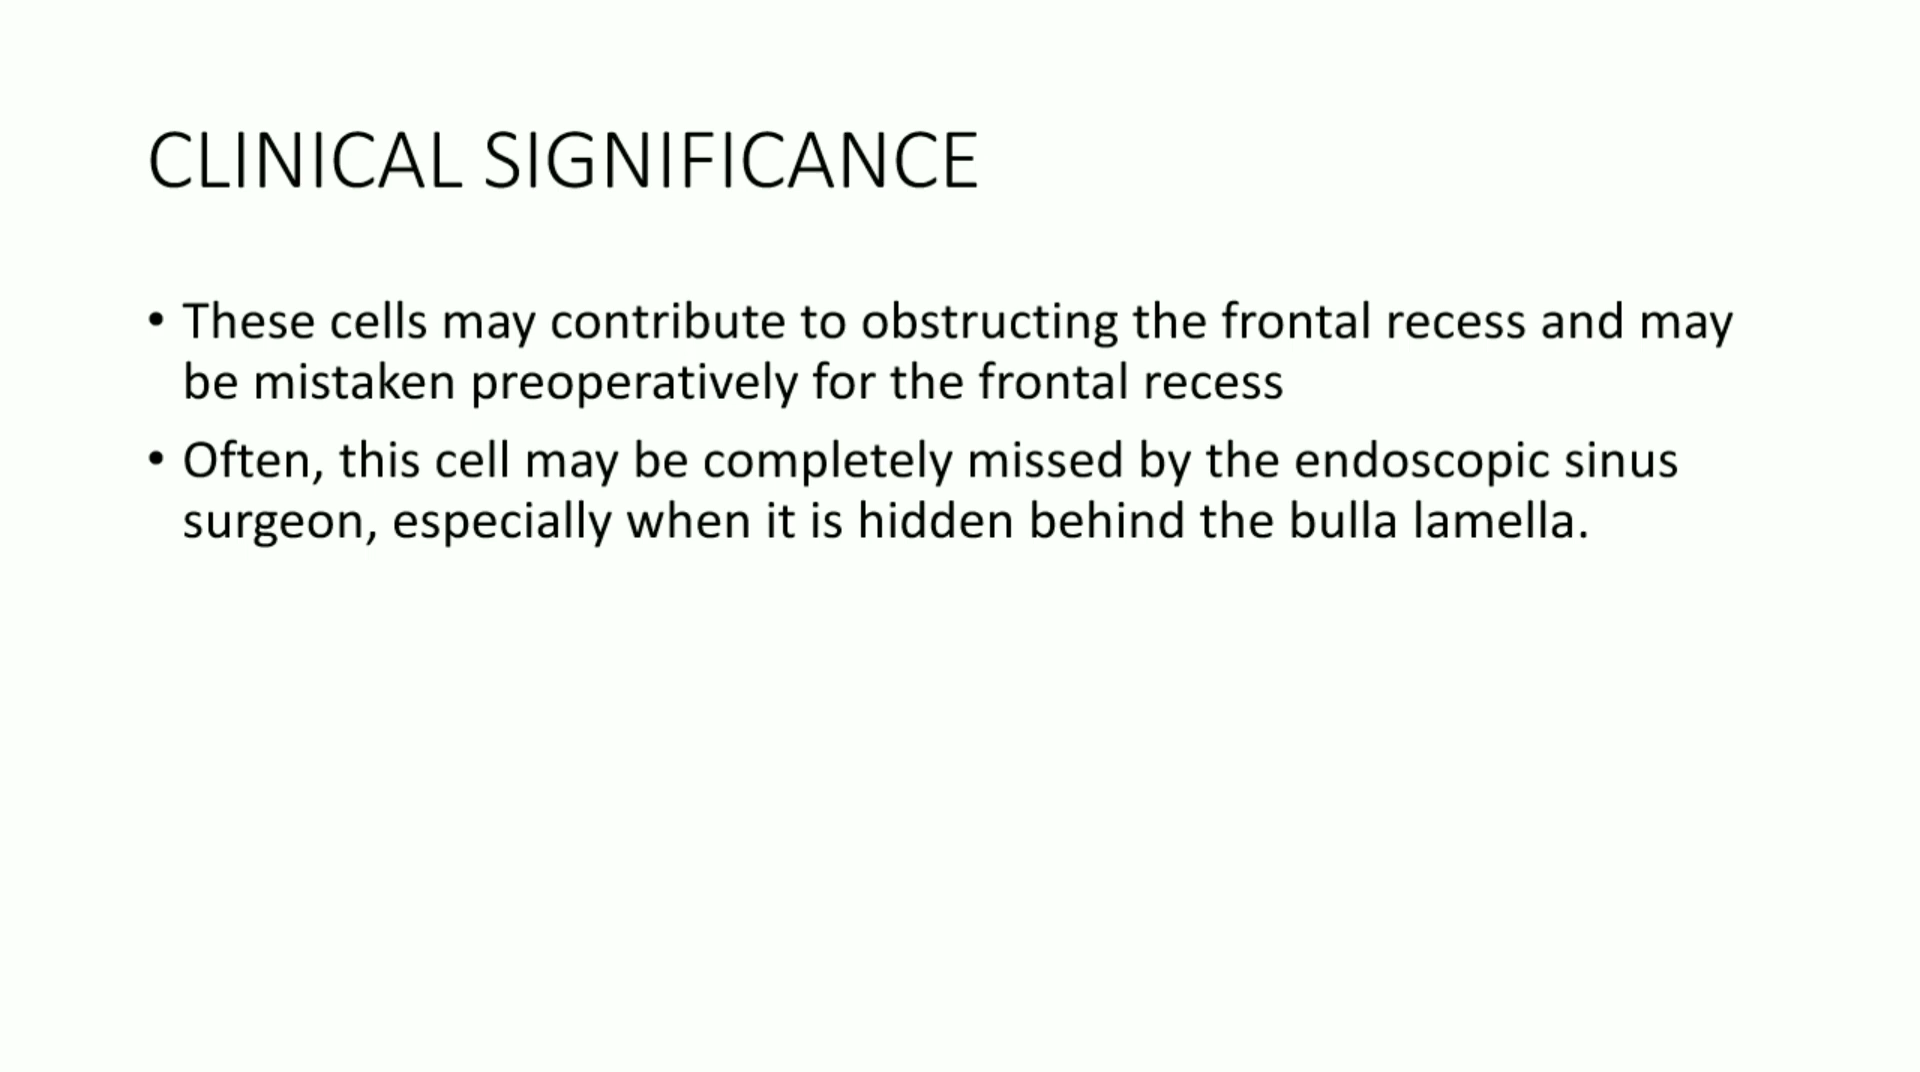 CLINICAL SIGNIFICANCE
• These cells may contribute to obstructing the frontal recess and may
be mistaken preoperatively for the frontal recess
• Often, this cell may be completely missed by the endoscopic sinus
surgeon, especially when it is hidden behind the bulla lamella.